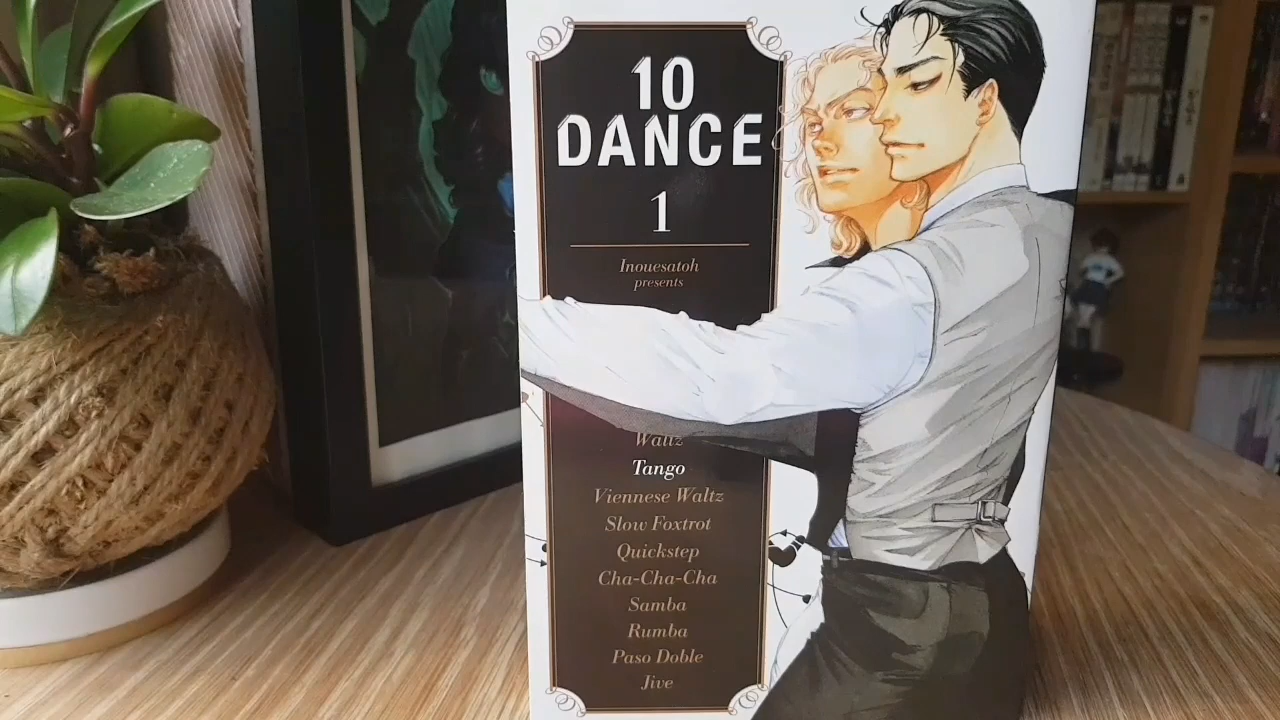 10
DANCE
1
Inouesatoh
presents
Waltz
Tango
Viennese Waltz
Slow Foxtrot
Quickstep
Cha-Cha-Cha
Samba
Rumba
Paso Doble
Jive